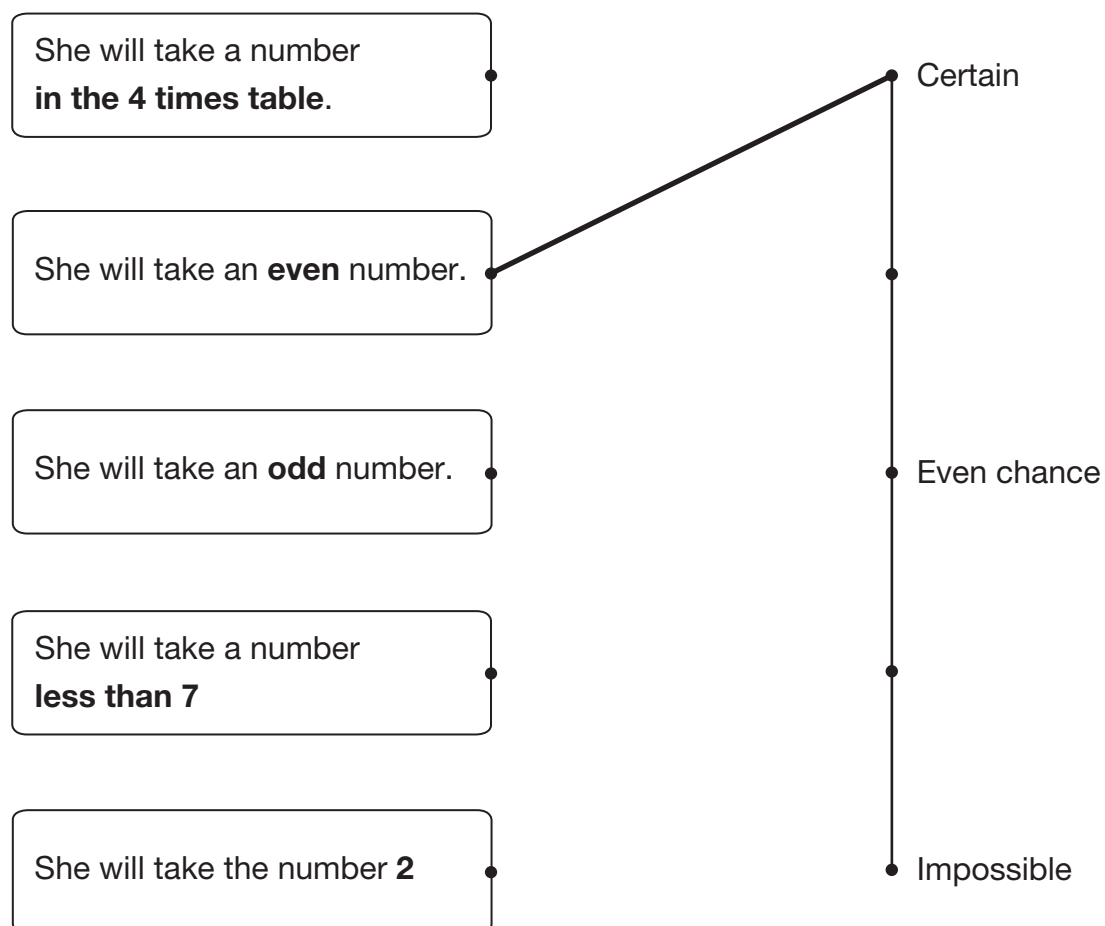 She will take a number
in the 4 times table.
Certain
She will take an even number.
She will take an odd number.
Even chance
She will take a number
less than 7
She will take the number 2
Impossible